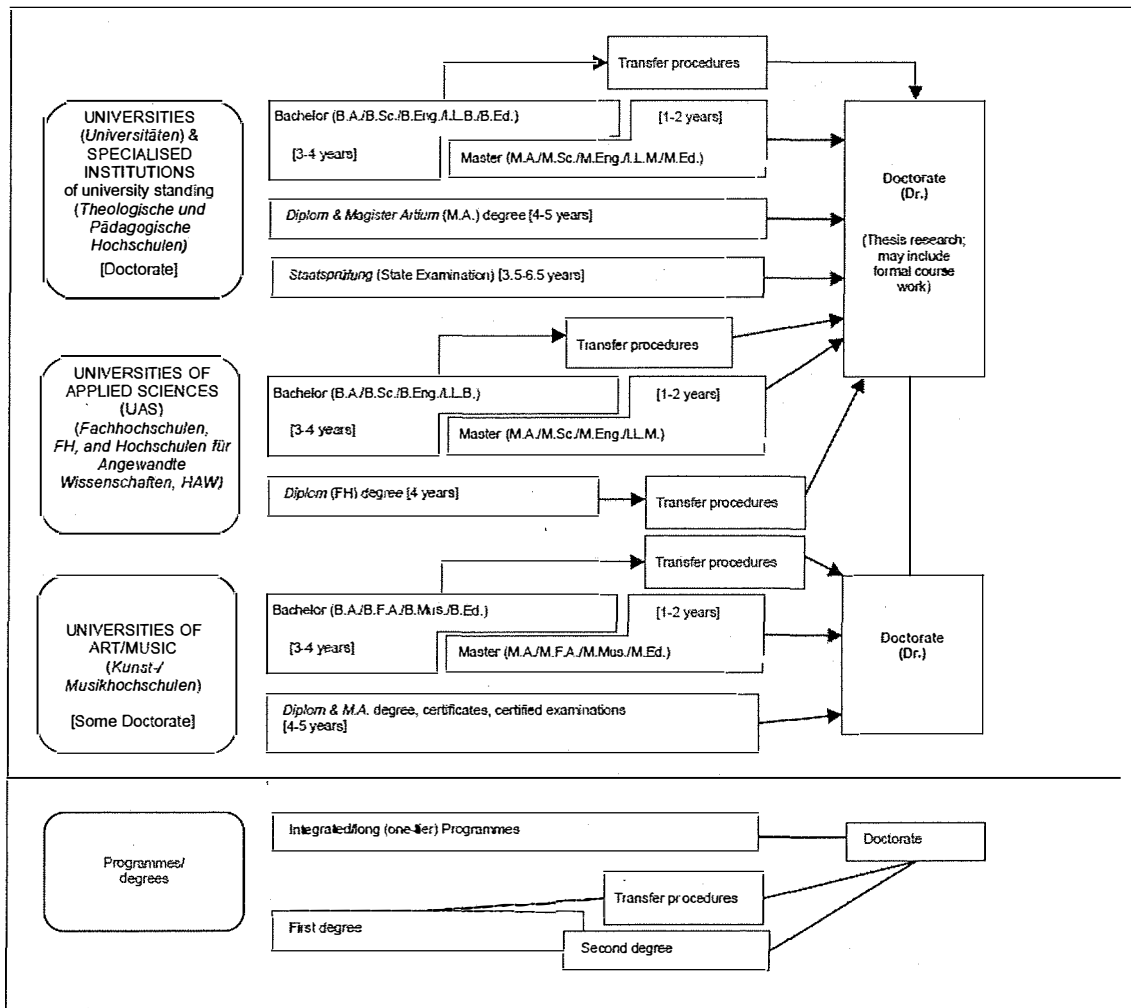 Transfer procedures
UNIVERSITIES
(Universitäten) &
SPECIALISED
INSTITUTIONS
of university standing
(Theologische und
Pädagogische
Hochschulen)
[Doctorate]
Bachelor (B.A./B.Sc./B.Eng./L.L.B./B.Ed.)
[3-4 years]
[1-2 years]
Master (M.A./M.Sc./M.Eng./L.L.M./M.Ed.)
Diplom & Magister Artium (M.A.) degree [4-5 years]
Staatsprüfung (State Examination) [3.5-6.5 years]
Doctorate
(Dr.)
(Thesis research;
may include
formal course
work)
Transfer procedures
UNIVERSITIES OF
APPLIED SCIENCES
(UAS)
(Fachhochschulen,
FH, and Hochschulen für
Angewandte
Wissenschaften, HAW)
Bachelor (B.A./B.Sc./B.Eng./L.L.B.)
[3-4 years]
[1-2 years]
Master (M.A./M.Sc./M.Eng./LL.M.)
Diplom (FH) degree [4 years]
Transfer procedures
Transfer procedures
UNIVERSITIES OF
ART/MUSIC
(Kunst-/
Musikhochschulen)
[Some Doctorate]
Bachelor (B.A./B.F.A./B.Mus./B.Ed.)
[3-4 years]
[1-2 years]
Master (M.A./M.F.A./M.Mus./M.Ed.)
Diplom & M.A. degree, certificates, certified examinations
[4-5 years]
Doctorate
(Dr.)
Programmes/
degrees
Integrated/long (one-tier) Programmes
Doctorate
Transfer procedures
First degree
Second degree